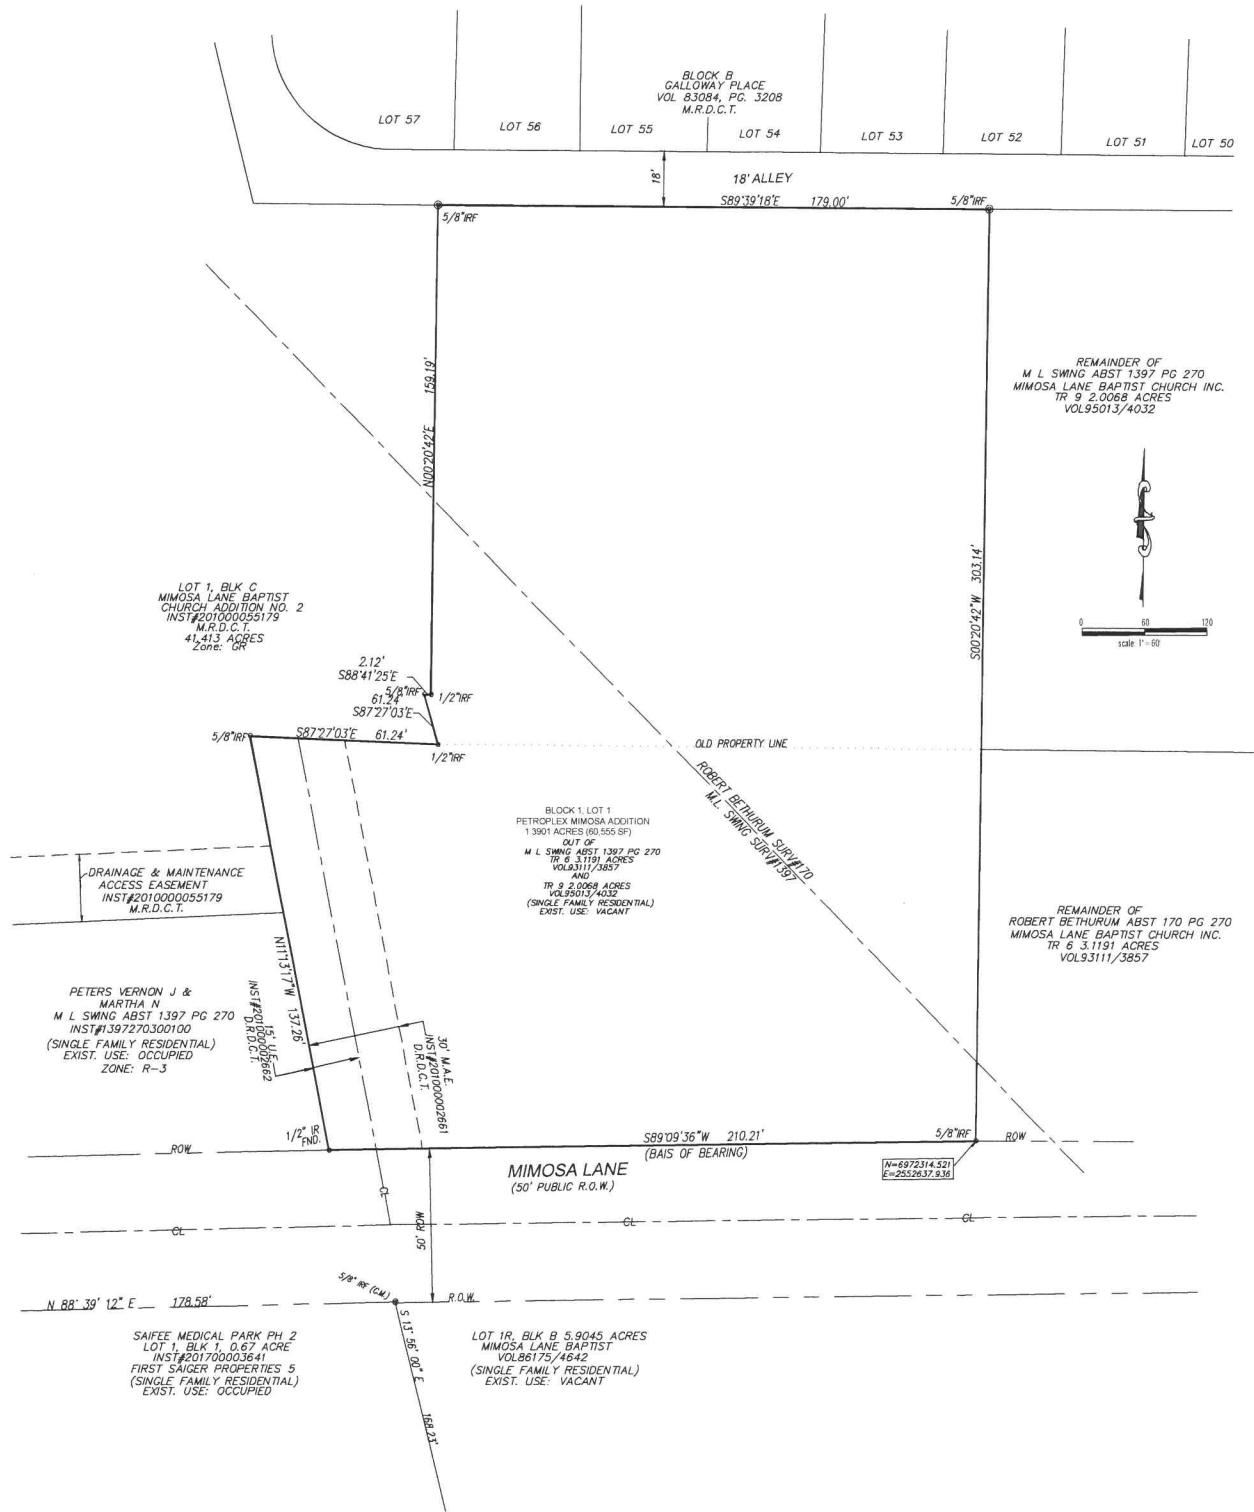 BLOCK B
GALLOWAY PLACE
VOL 83084, PG. 3208
M.R.D.C.T.
LOT 57
LOT 56
LOT 55
LOT 54
LOT 53
LOT 52
LOT 51
LOT 50
18'
18' ALLEY
S89°39'18"E 179.00'
5/8"IRF
5/8"IRF
N00°20'42"E 159.19'
REMAINDER OF
M L SWING ABST 1397 PG 270
MIMOSA LANE BAPTIST CHURCH INC.
TR 9 2.0068 ACRES
VOL95013/4032
S00°20'42"W 303.14'
0 60 120
scale 1"=60'
LOT 1, BLK C
MIMOSA LANE BAPTIST
CHURCH ADDITION NO. 2
INST#201000055179
M.R.D.C.T.
41.413 ACRES
Zone: GR
2.12'
S88°41'25"E
5/8"IRF
1/2"IRF
61.24'
S87°27'03"E
5/8"IRF
S87°27'03"E 61.24'
1/2"IRF
OLD PROPERTY LINE
ROBERT BETHURUM SURV#170
M.L. SWING SURV#1397
BLOCK 1, LOT 1
PETROPLEX MIMOSA ADDITION
1.3901 ACRES (60,555 SF)
OUT OF
M L SWING ABST 1397 PG 270
TR 6 3.1191 ACRES
VOL93111/3857
AND
TR 9 2.0068 ACRES
VOL95013/4032
(SINGLE FAMILY RESIDENTIAL)
EXIST. USE: VACANT
DRAINAGE & MAINTENANCE
ACCESS EASEMENT
INST#2010000055179
M.R.D.C.T.
REMAINDER OF
ROBERT BETHURUM ABST 170 PG 270
MIMOSA LANE BAPTIST CHURCH INC.
TR 6 3.1191 ACRES
VOL93111/3857
N11°13'17"W 137.26'
PETERS VERNON J &
MARTHA N
M L SWING ABST 1397 PG 270
INST#1397270300100
(SINGLE FAMILY RESIDENTIAL)
EXIST. USE: OCCUPIED
ZONE: R-3
15' U.E.
INST#201000002662
D.R.D.C.T.
30' M.A.E.
INST#201000002661
D.R.D.C.T.
1/2" IR
FND.
ROW
S89°09'36"W 210.21'
(BAIS OF BEARING)
5/8"IRF
ROW
N=6972314.521
E=2552637.936
MIMOSA LANE
(50' PUBLIC R.O.W.)
CL
50' ROW
CL
CL
CL
5/8" IRF (C.M.)
N 88° 39' 12" E 178.58'
R.O.W.
S 13° 56' 00" E 168.23'
SAIFEE MEDICAL PARK PH 2
LOT 1, BLK 1, 0.67 ACRE
INST#201700003641
FIRST SAIGER PROPERTIES 5
(SINGLE FAMILY RESIDENTIAL)
EXIST. USE: OCCUPIED
LOT 1R, BLK B 5.9045 ACRES
MIMOSA LANE BAPTIST
VOL86175/4642
(SINGLE FAMILY RESIDENTIAL)
EXIST. USE: VACANT